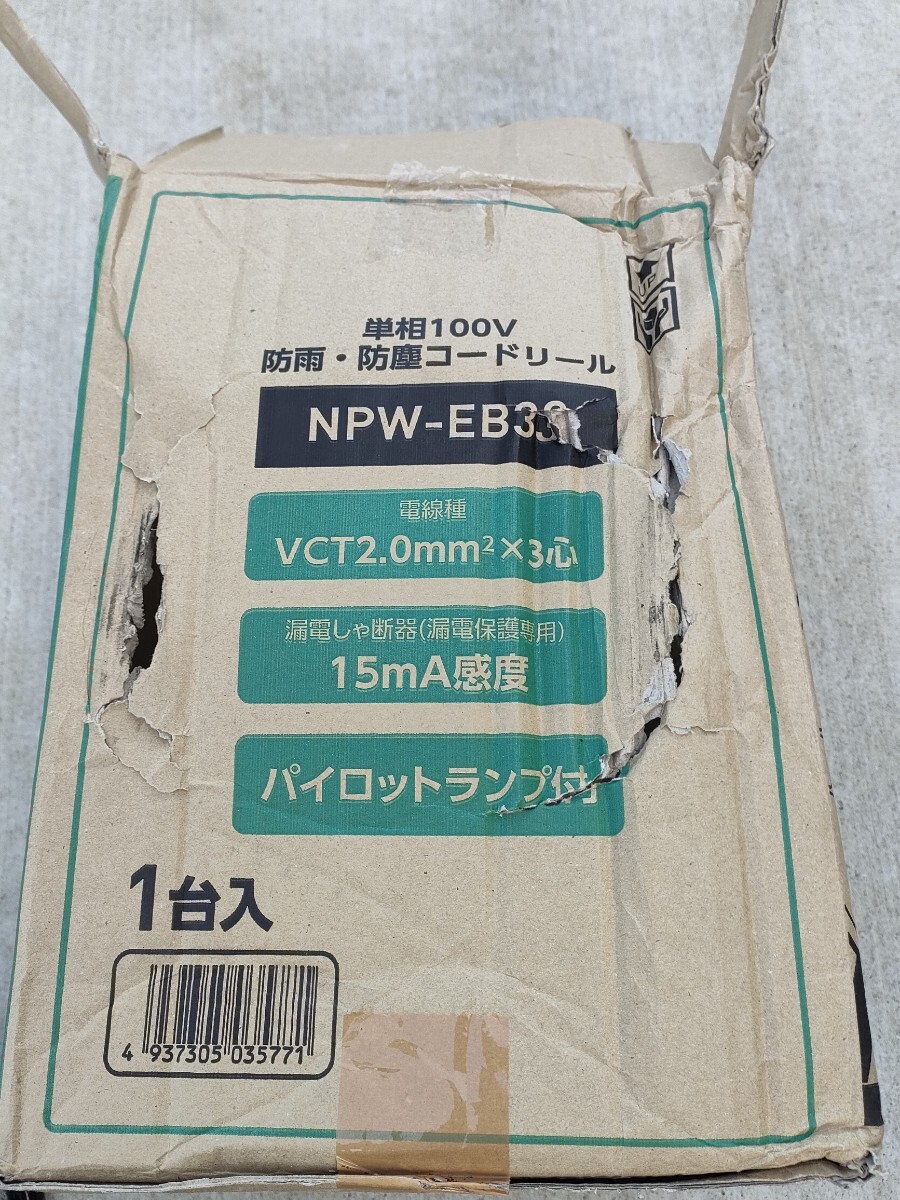 単相100V
防雨・防塵コードリール
NPW-EB33
電線種
VCT2.0mm²×3心
漏電しゃ断器(漏電保護専用)
15mA感度
パイロットランプ付
1台入
4 937305 035771